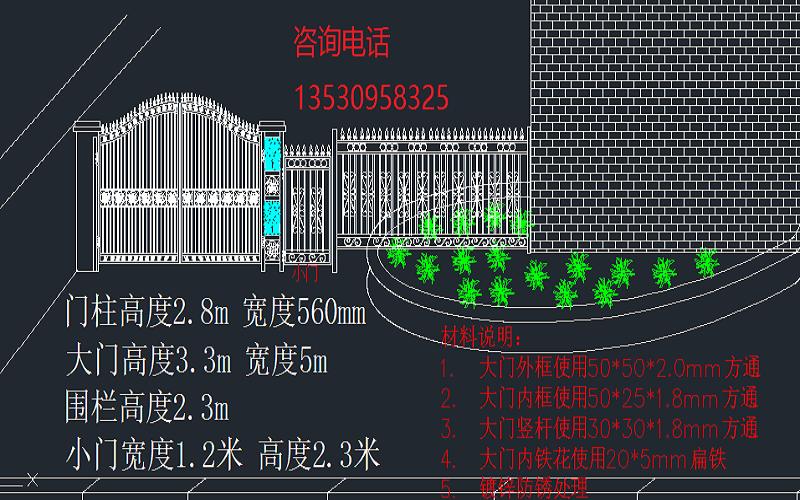 咨询电话
13530958325
小门
门柱高度2.8m 宽度560mm
大门高度3.3m 宽度5m
围栏高度2.3m
小门宽度1.2米 高度2.3米
材料说明:
1. 大门外框使用50*50*2.0mm方通
2. 大门内框使用50*25*1.8mm方通
3. 大门竖杆使用30*30*1.8mm方通
4. 大门内铁花使用20*5mm扁铁
5. 镀锌防锈处理
X